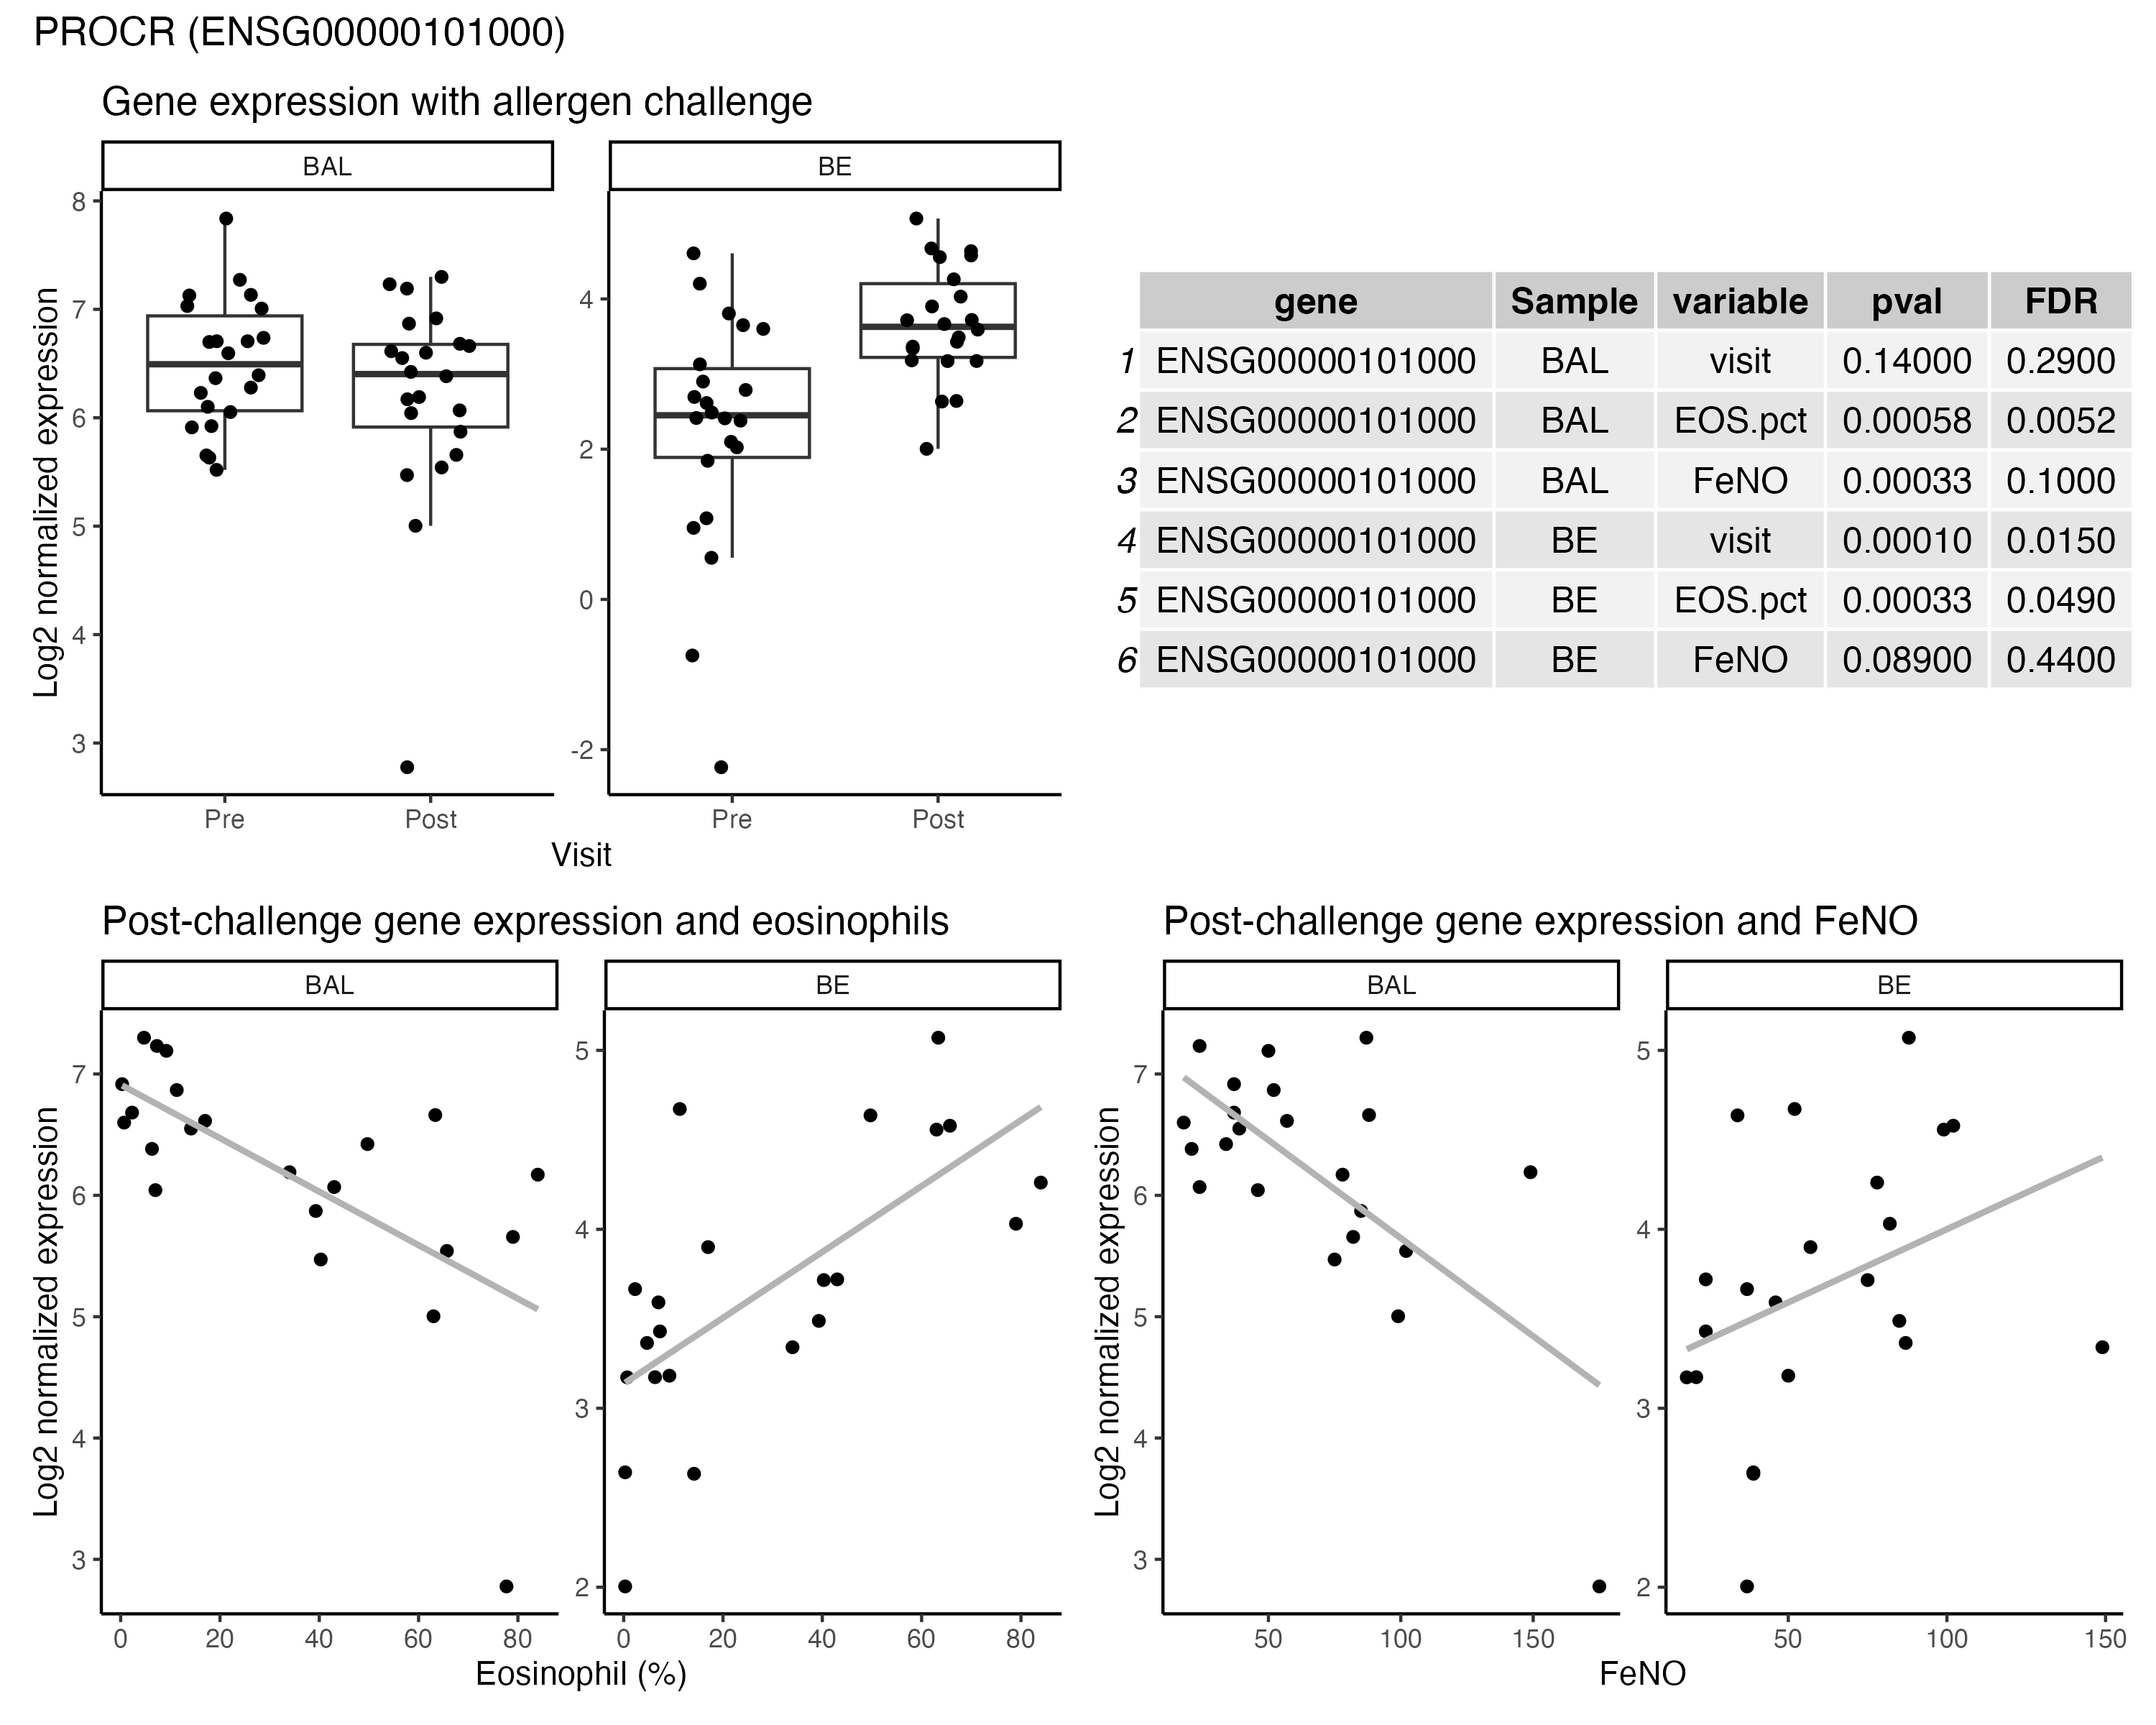 PROCR (ENSG00000101000)
Gene expression with allergen challenge
BAL
BE
Log2 normalized expression
8
7
6
5
4
3
4
2
0
-2
Pre
Post
Pre
Post
Visit
gene Sample variable pval FDR
1 ENSG00000101000 BAL visit 0.14000 0.2900
2 ENSG00000101000 BAL EOS.pct 0.00058 0.0052
3 ENSG00000101000 BAL FeNO 0.00033 0.1000
4 ENSG00000101000 BE visit 0.00010 0.0150
5 ENSG00000101000 BE EOS.pct 0.00033 0.0490
6 ENSG00000101000 BE FeNO 0.08900 0.4400
Post-challenge gene expression and eosinophils
BAL
BE
Log2 normalized expression
7
6
5
4
3
5
4
3
2
0 20 40 60 80
0 20 40 60 80
Eosinophil (%)
Post-challenge gene expression and FeNO
BAL
BE
Log2 normalized expression
7
6
5
4
3
5
4
3
2
50 100 150
50 100 150
FeNO